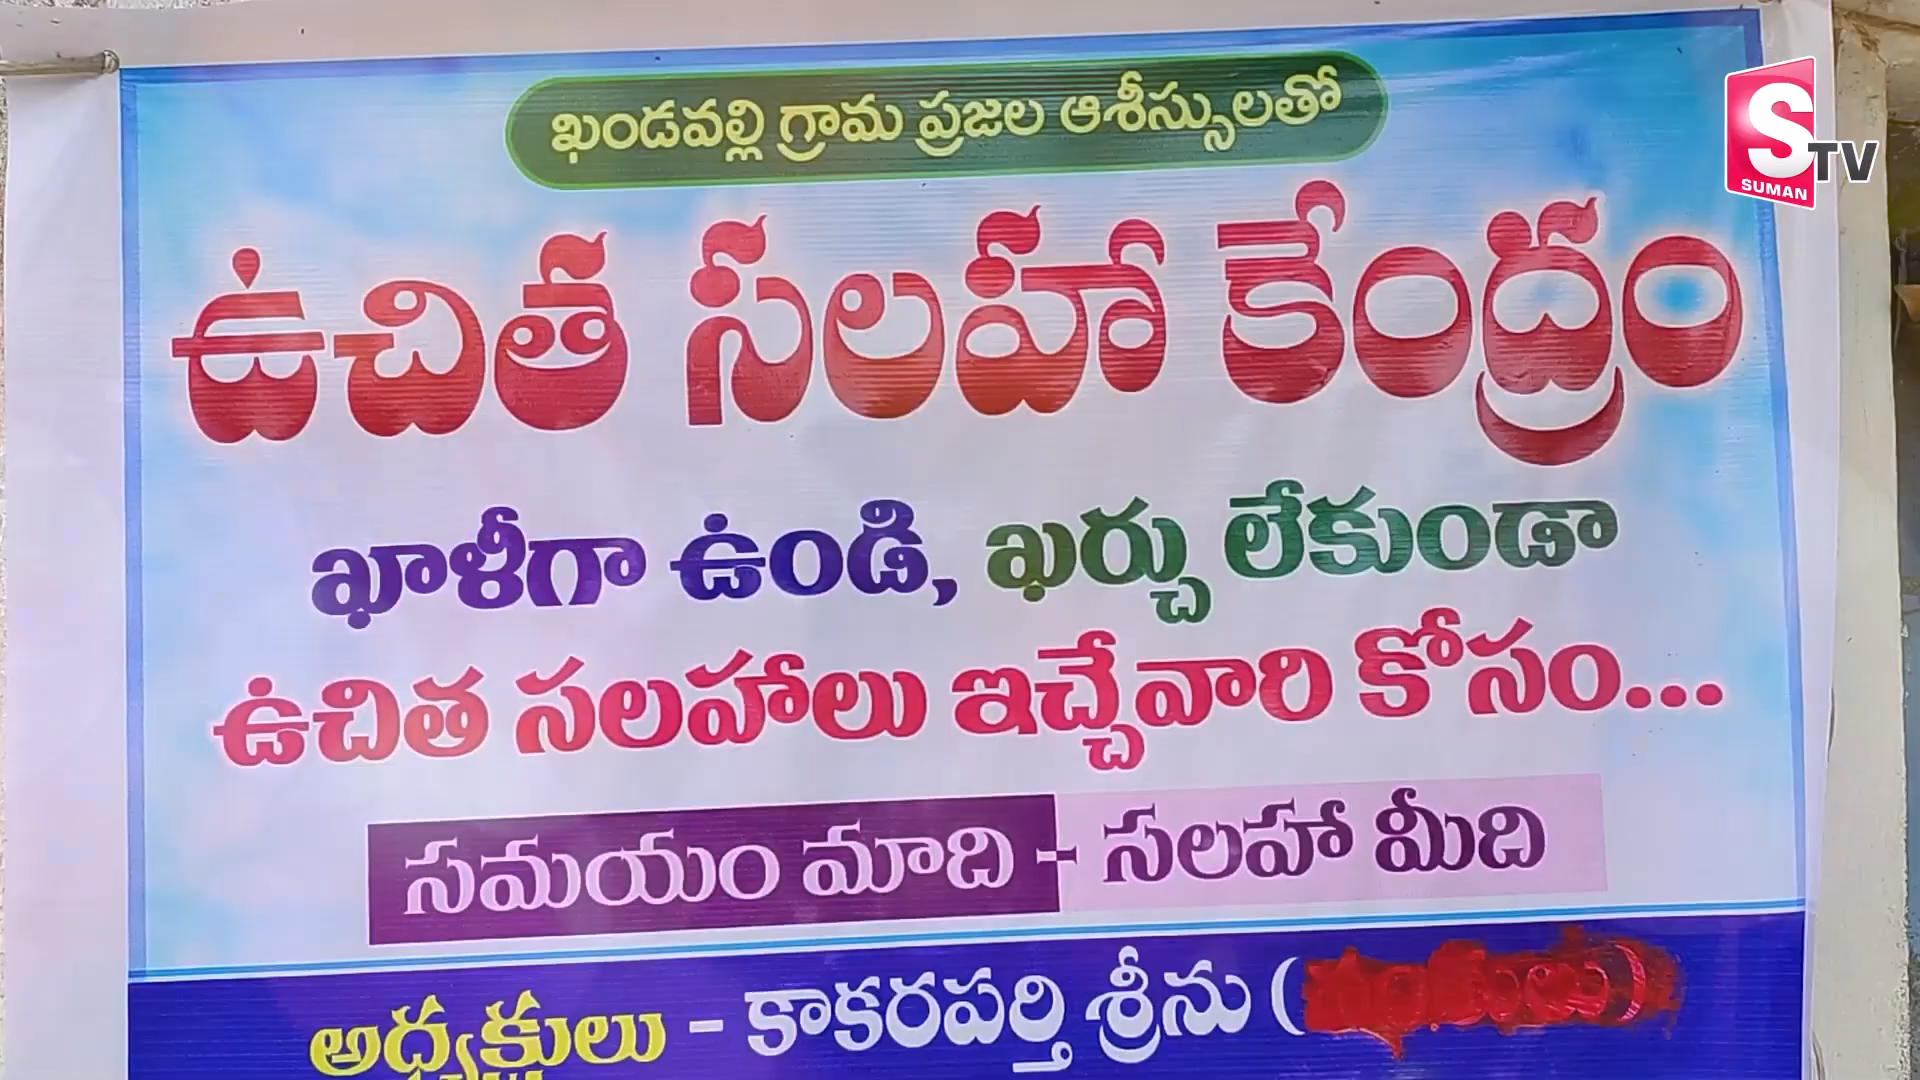 ఖండవల్లి గ్రామ ప్రజల ఆశీస్సులతో
S TV
SUMAN
ఉచిత సలహా కేంద్రం
ఖాళీగా ఉండి, ఖర్చు లేకుండా
ఉచిత సలహాలు ఇచ్చేవారి కోసం...
సమయం మాది - సలహా మీది
అధ్యక్షులు - కాకరపర్తి శ్రీను (